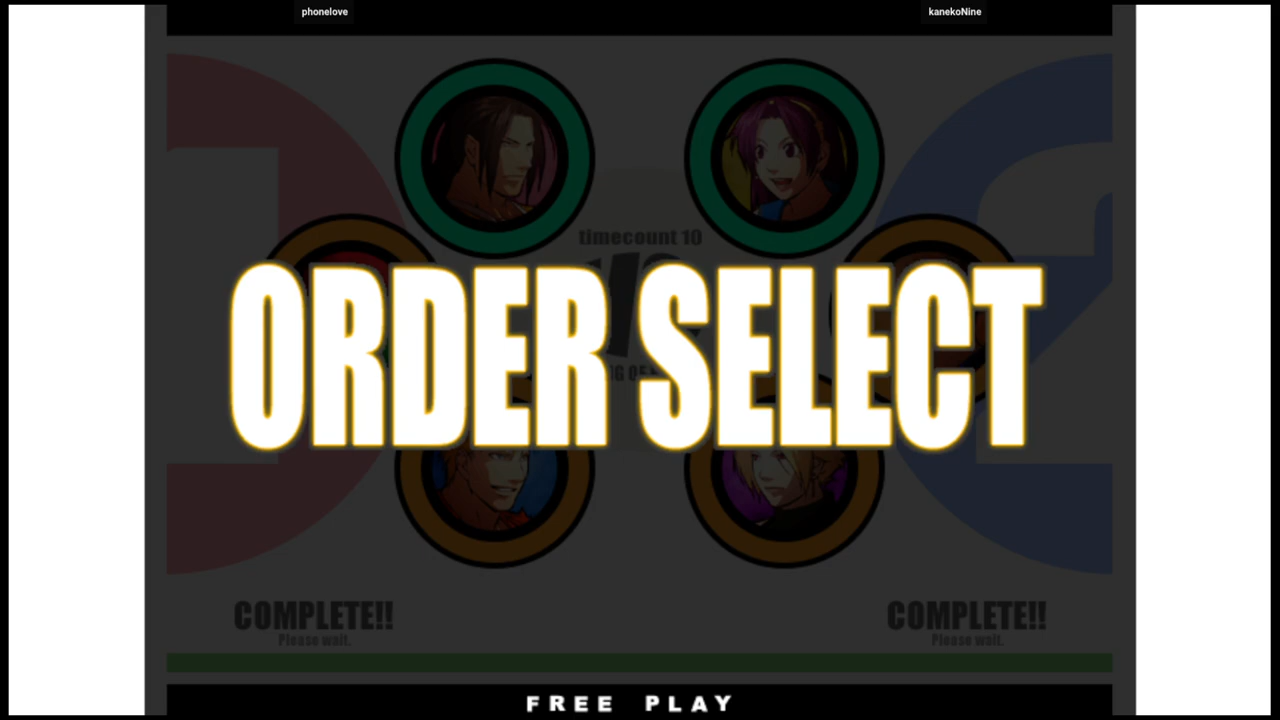 phonelove
kanekoNine
timecount 10
ORDER SELECT
COMPLETE!!
Please wait.
COMPLETE!!
Please wait.
FREE PLAY